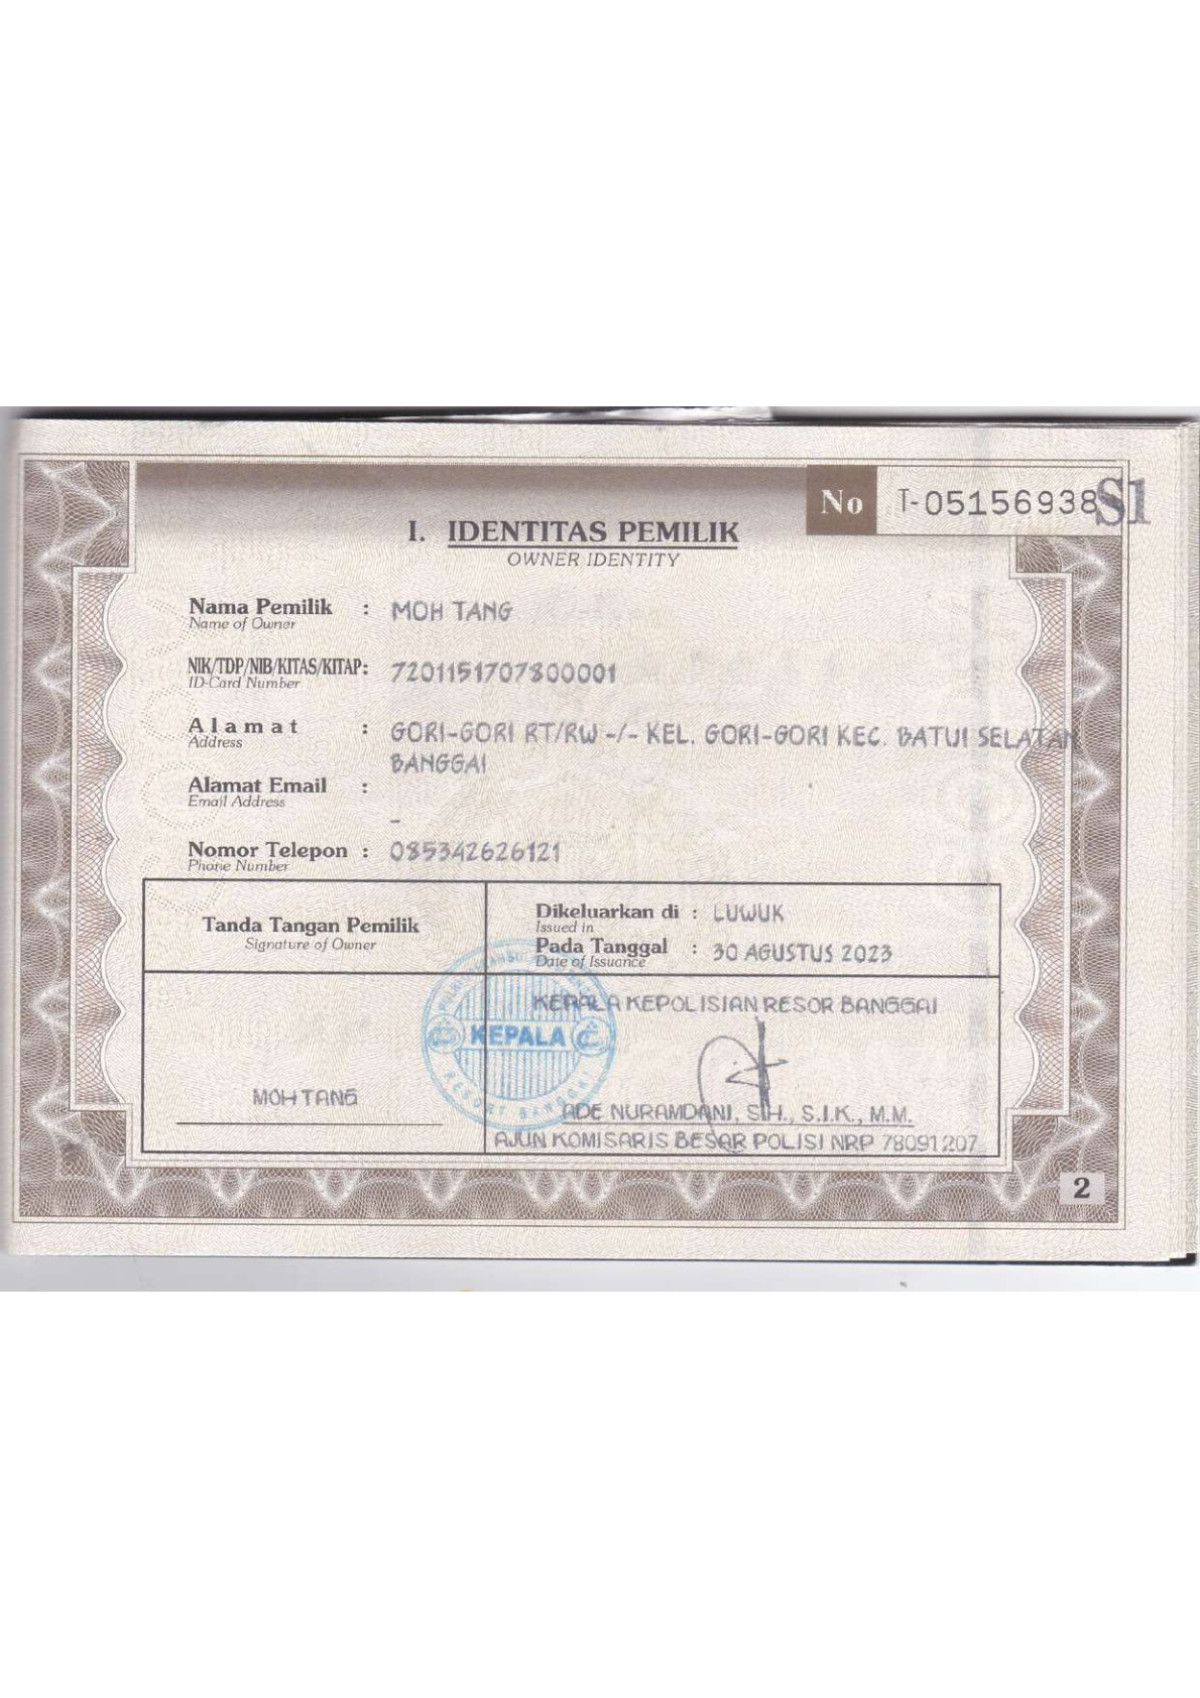 No T-05156938 S1
I. IDENTITAS PEMILIK
OWNER IDENTITY
Nama Pemilik : MOH TANG
Name of Owner
NIK/TDP/NIB/KITAS/KITAP: 7201151707800001
ID-Card Number
Alamat : GORI-GORI RT/RW -/- KEL. GORI-GORI KEC. BATUI SELATAN
Address
BANGGAI
Alamat Email :
Email Address
-
Nomor Telepon : 085342626121
Phone Number
Tanda Tangan Pemilik
Signature of Owner
Dikeluarkan di : LUWUK
Issued in
Pada Tanggal : 30 AGUSTUS 2023
Date of Issuance
KEPALA KEPOLISIAN RESOR BANGGAI
KEPALA
RESORT BANGGAI
MOH TANG
ADE NURAMDANI, SH., S.I.K., M.M.
AJUN KOMISARIS BESAR POLISI NRP 78091207
2